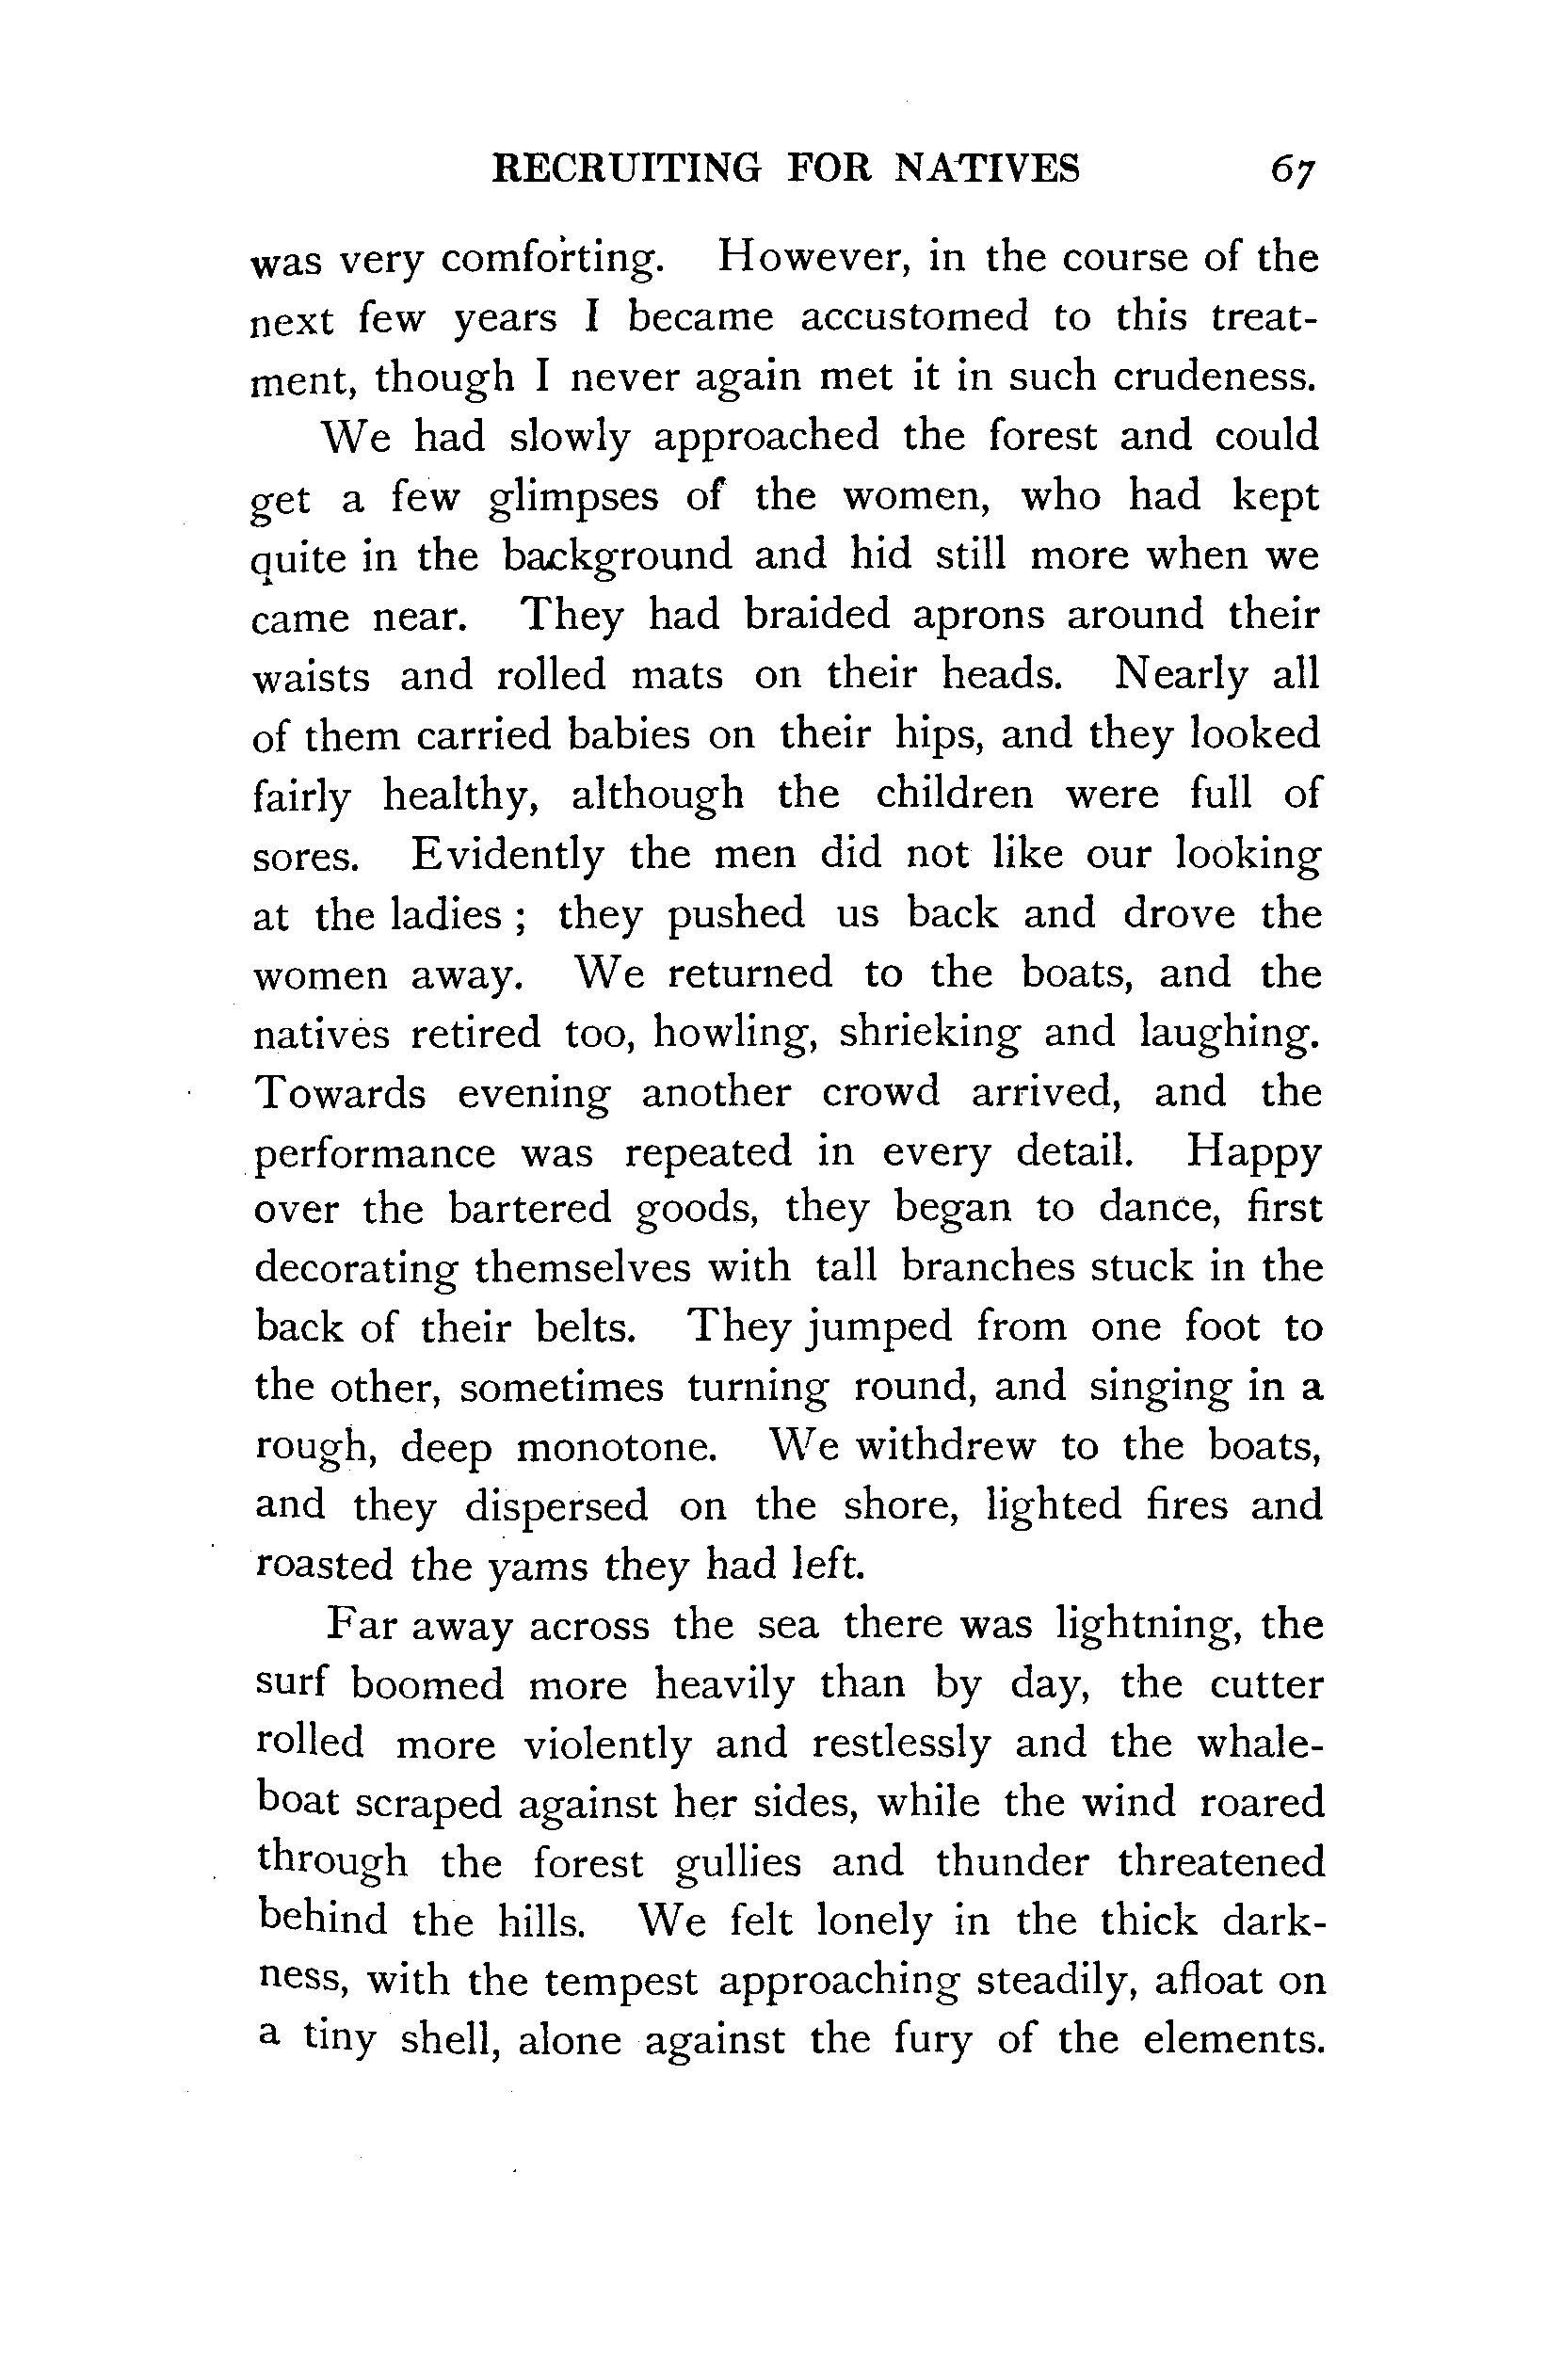 RECRUITING FOR NATIVES 67
was very comforting. However, in the course of the
next few years I became accustomed to this treat-
ment, though I never again met it in such crudeness.
We had slowly approached the forest and could
get a few glimpses of the women, who had kept
quite in the background and hid still more when we
came near. They had braided aprons around their
waists and rolled mats on their heads. Nearly all
of them carried babies on their hips, and they looked
fairly healthy, although the children were full of
sores. Evidently the men did not like our looking
at the ladies ; they pushed us back and drove the
women away. We returned to the boats, and the
natives retired too, howling, shrieking and laughing.
Towards evening another crowd arrived, and the
performance was repeated in every detail. Happy
over the bartered goods, they began to dance, first
decorating themselves with tall branches stuck in the
back of their belts. They jumped from one foot to
the other, sometimes turning round, and singing in a
rough, deep monotone. We withdrew to the boats,
and they dispersed on the shore, lighted fires and
roasted the yams they had left.
Far away across the sea there was lightning, the
surf boomed more heavily than by day, the cutter
rolled more violently and restlessly and the whale-
boat scraped against her sides, while the wind roared
through the forest gullies and thunder threatened
behind the hills. We felt lonely in the thick dark-
ness, with the tempest approaching steadily, afloat on
a tiny shell, alone against the fury of the elements.